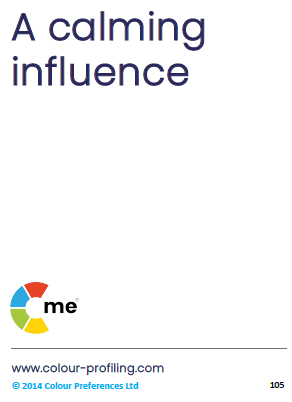 A calming
influence
me
www.colour-profiling.com
© 2014 Colour Preferences Ltd
105